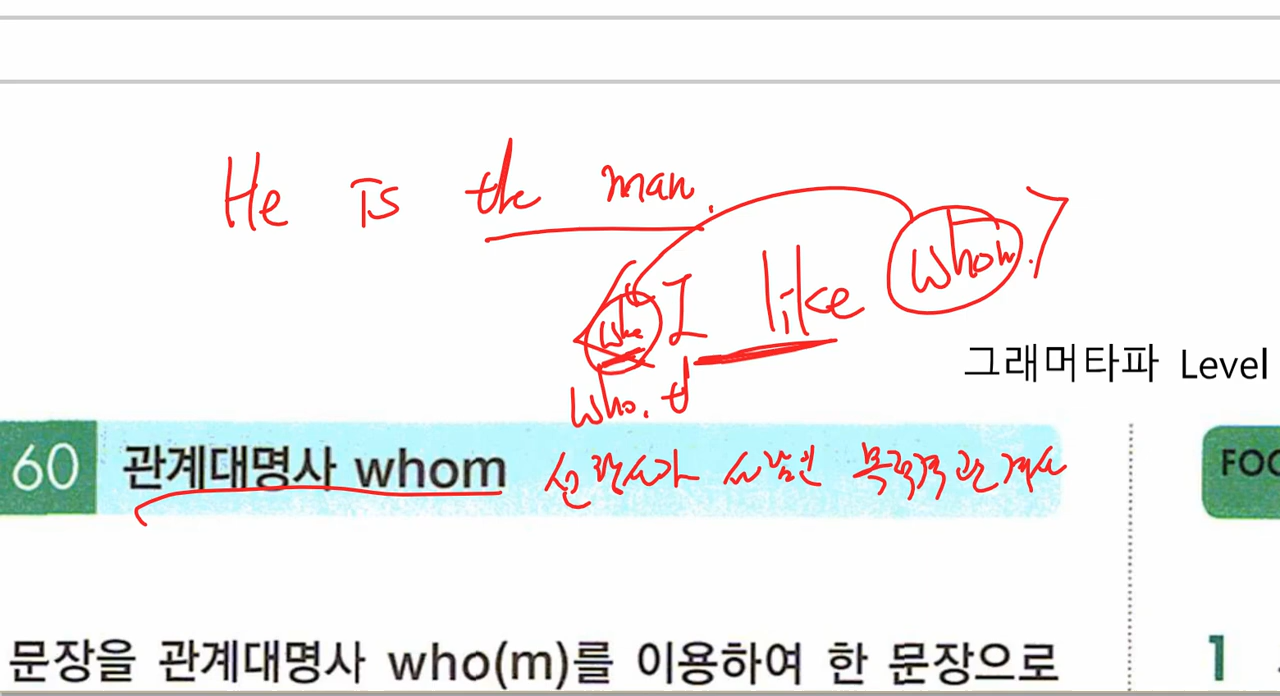 He is the man.
who I like whom.
who. t
그래머타파 Level
60 관계대명사 whom 선행사가 사람인 목적격 관계사
FOC
문장을 관계대명사 who(m)를 이용하여 한 문장으로
1